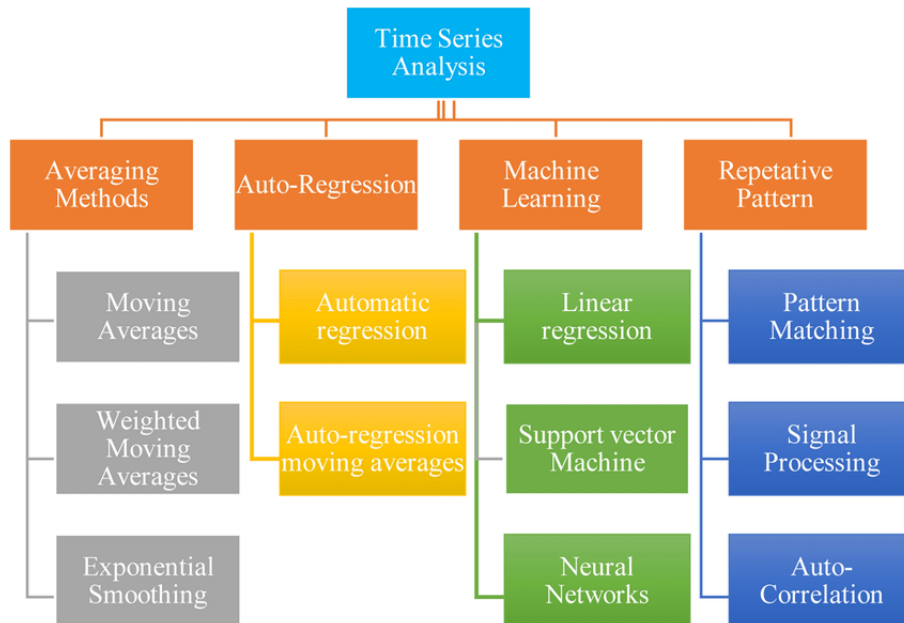 Time Series
Analysis
Averaging
Methods
Auto-Regression
Machine
Learning
Repetative
Pattern
Moving
Averages
Automatic
regression
Linear
regression
Pattern
Matching
Weighted
Moving
Averages
Auto-regression
moving averages
Support vector
Machine
Signal
Processing
Exponential
Smoothing
Neural
Networks
Auto-
Correlation